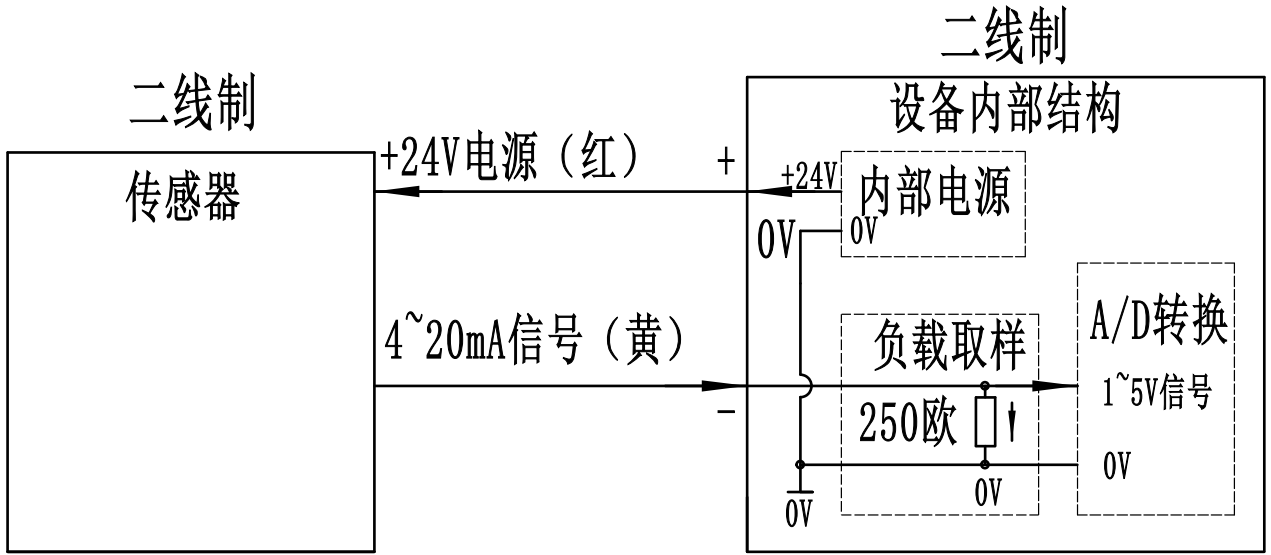 二线制
传感器
+24V电源（红）
4~20mA信号（黄）
二线制
设备内部结构
+
+24V
内部电源
0V
0V
-
负载取样
250欧
0V
0V
A/D转换
1~5V信号
0V